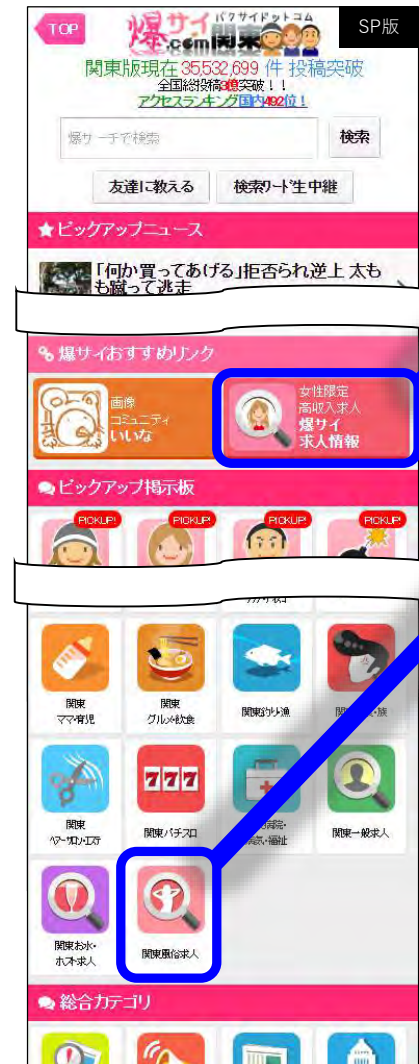 TOP
爆サイ
バクサイドットコム
.com関東
SP版
関東版現在 35,532,699 件 投稿突破
全国総投稿3億突破！！
アクセスランキング国内492位！
爆サーチで検索
検索
友達に教える
検索ワード生中継
★ピックアップニュース
「何か買ってあげる」拒否られ逆上 太も
も蹴って逃走
爆サイおすすめリンク
画像
コミュニティ
いいな
女性限定
高収入求人
爆サイ
求人情報
ピックアップ掲示板
PICKUP!
PICKUP!
PICKUP!
PICKUP!
関東
ママ・育児
関東
グルメ・飲食
関東釣り・漁
族
関東
ヘアーサロン・エステ
777
関東パチスロ
病院・
病気・福祉
関東一般求人
関東お水・
ホスト求人
関東風俗求人
総合カテゴリ